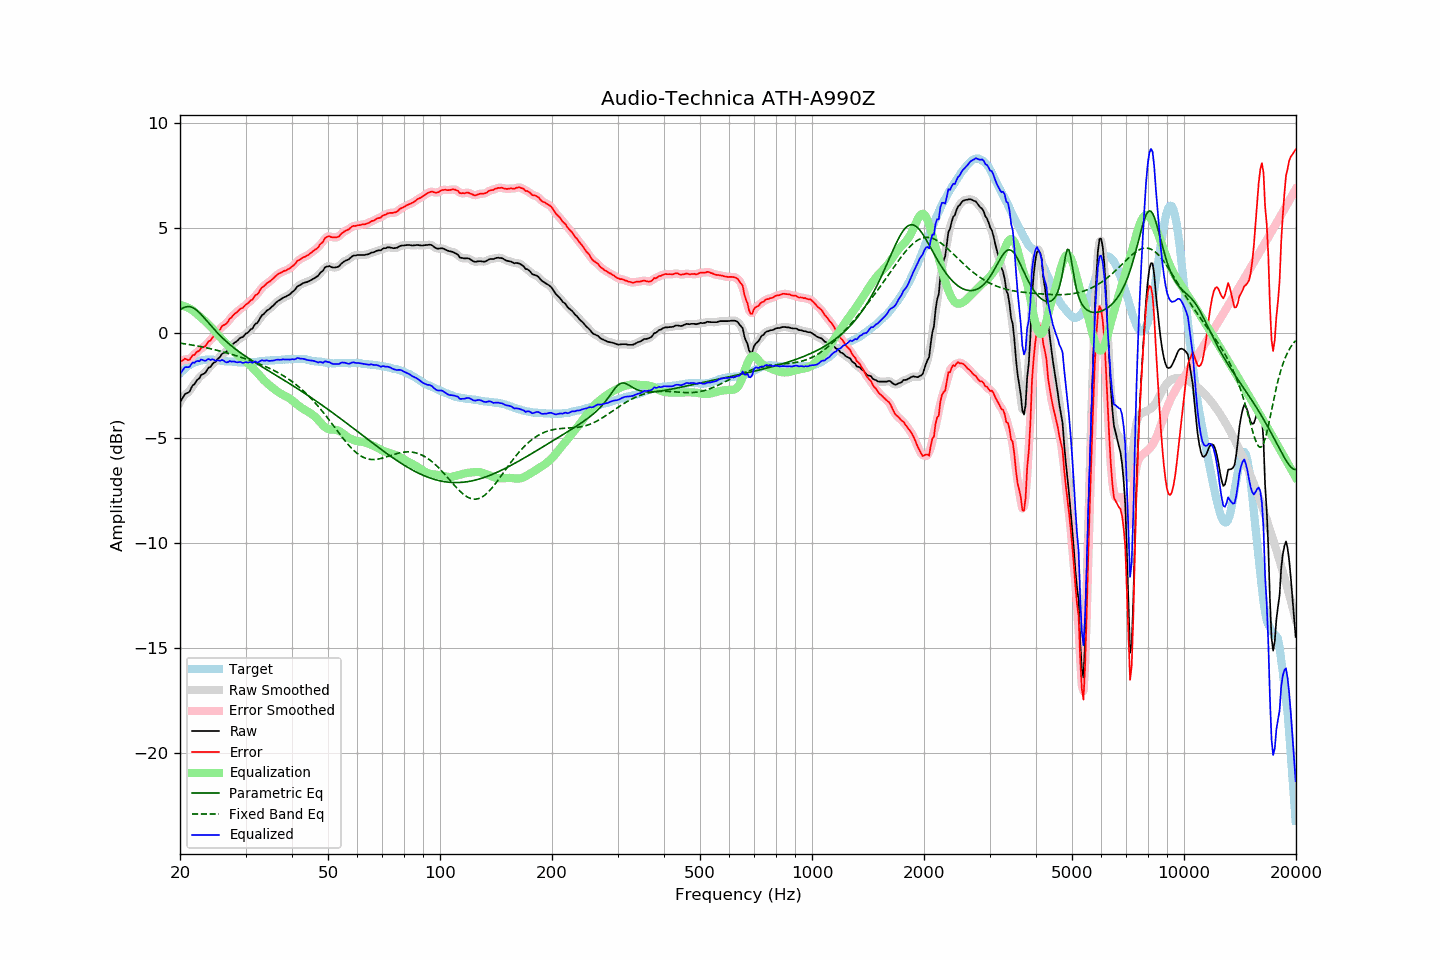 Audio-Technica ATH-A990Z
10
5
0
−5
−10
−15
−20
Amplitude (dBr)
Target
Raw Smoothed
Error Smoothed
Raw
Error
Equalization
Parametric Eq
Fixed Band Eq
Equalized
20 50 100 200 500 1000 2000 5000 10000 20000
Frequency (Hz)